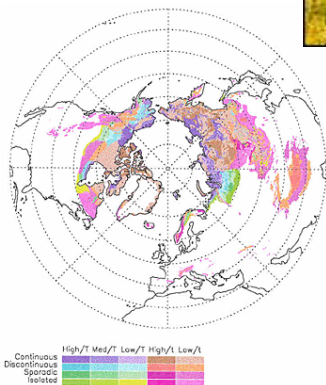 High/T Med/T Low/T High/t Low/t
Continuous
Discontinuous
Sporadic
Isolated